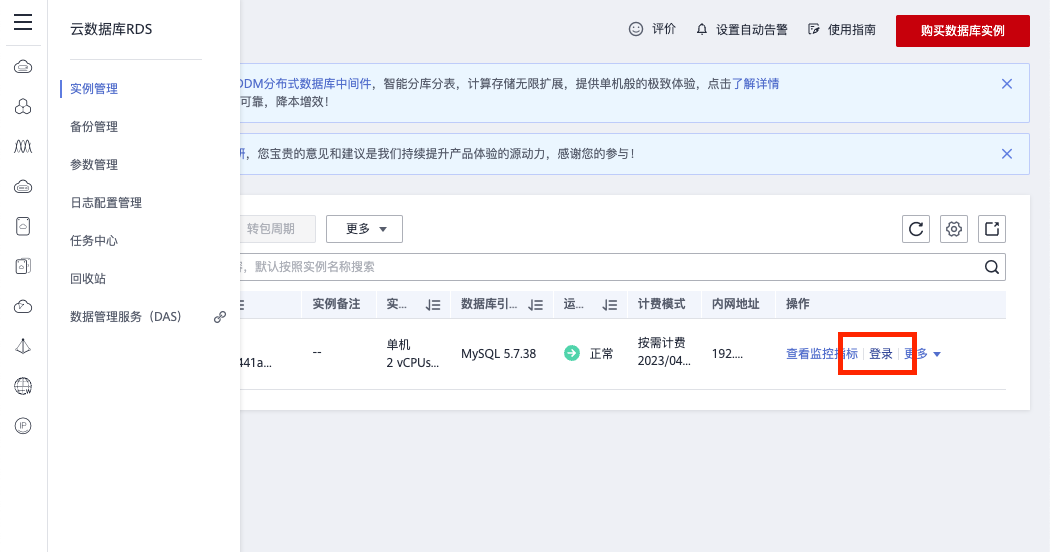 云数据库RDS
实例管理
备份管理
参数管理
日志配置管理
任务中心
回收站
数据管理服务（DAS）
评价
设置自动告警
使用指南
购买数据库实例
DDM分布式数据库中间件，智能分库分表，计算存储无限扩展，提供单机般的极致体验，点击了解详情
可靠，降本增效！
，您宝贵的意见和建议是我们持续提升产品体验的源动力，感谢您的参与！
转包周期
更多
，默认按照实例名称搜索
实例备注 实... 数据库引... 运... 计费模式 内网地址 操作
441a...
--
单机
2 vCPUs...
MySQL 5.7.38
正常
按需计费
2023/04...
192....
查看监控指标 登录 更多
IP